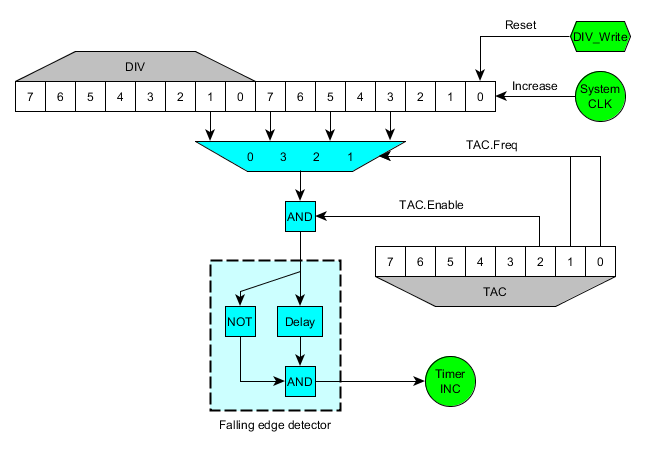 Reset
DIV_Write
DIV
7 6 5 4 3 2 1 0 7 6 5 4 3 2 1 0
Increase
System
CLK
0 3 2 1
TAC.Freq
AND
TAC.Enable
7 6 5 4 3 2 1 0
TAC
NOT
Delay
AND
Timer
INC
Falling edge detector